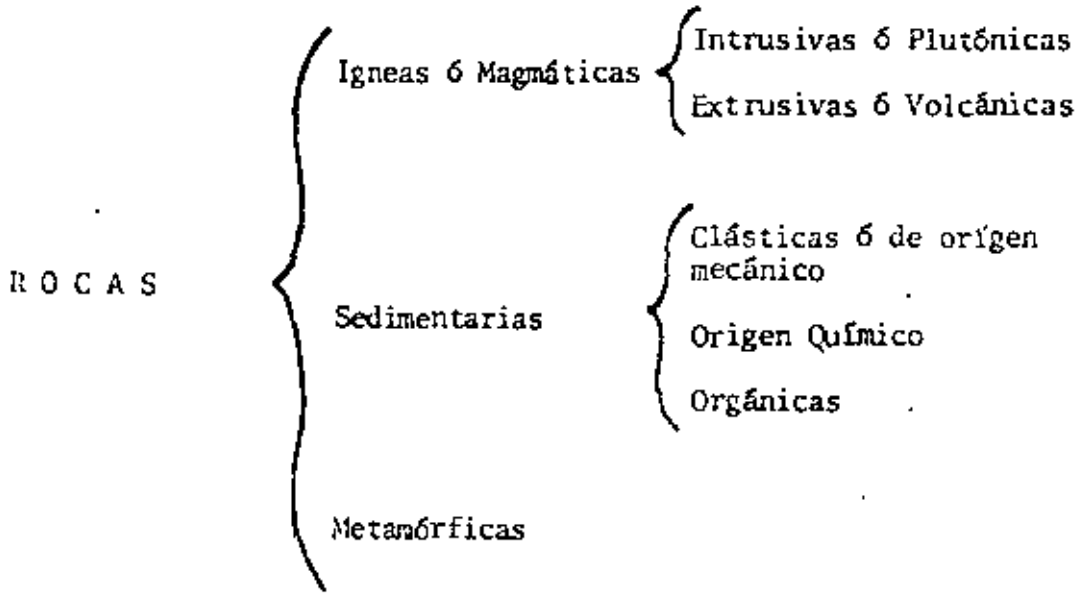 R O C A S
Igneas ó Magmáticas
Intrusivas ó Plutónicas
Extrusivas ó Volcánicas
Sedimentarias
Clásticas ó de orígen
mecánico
Origen Químico
Orgánicas
Metamórficas